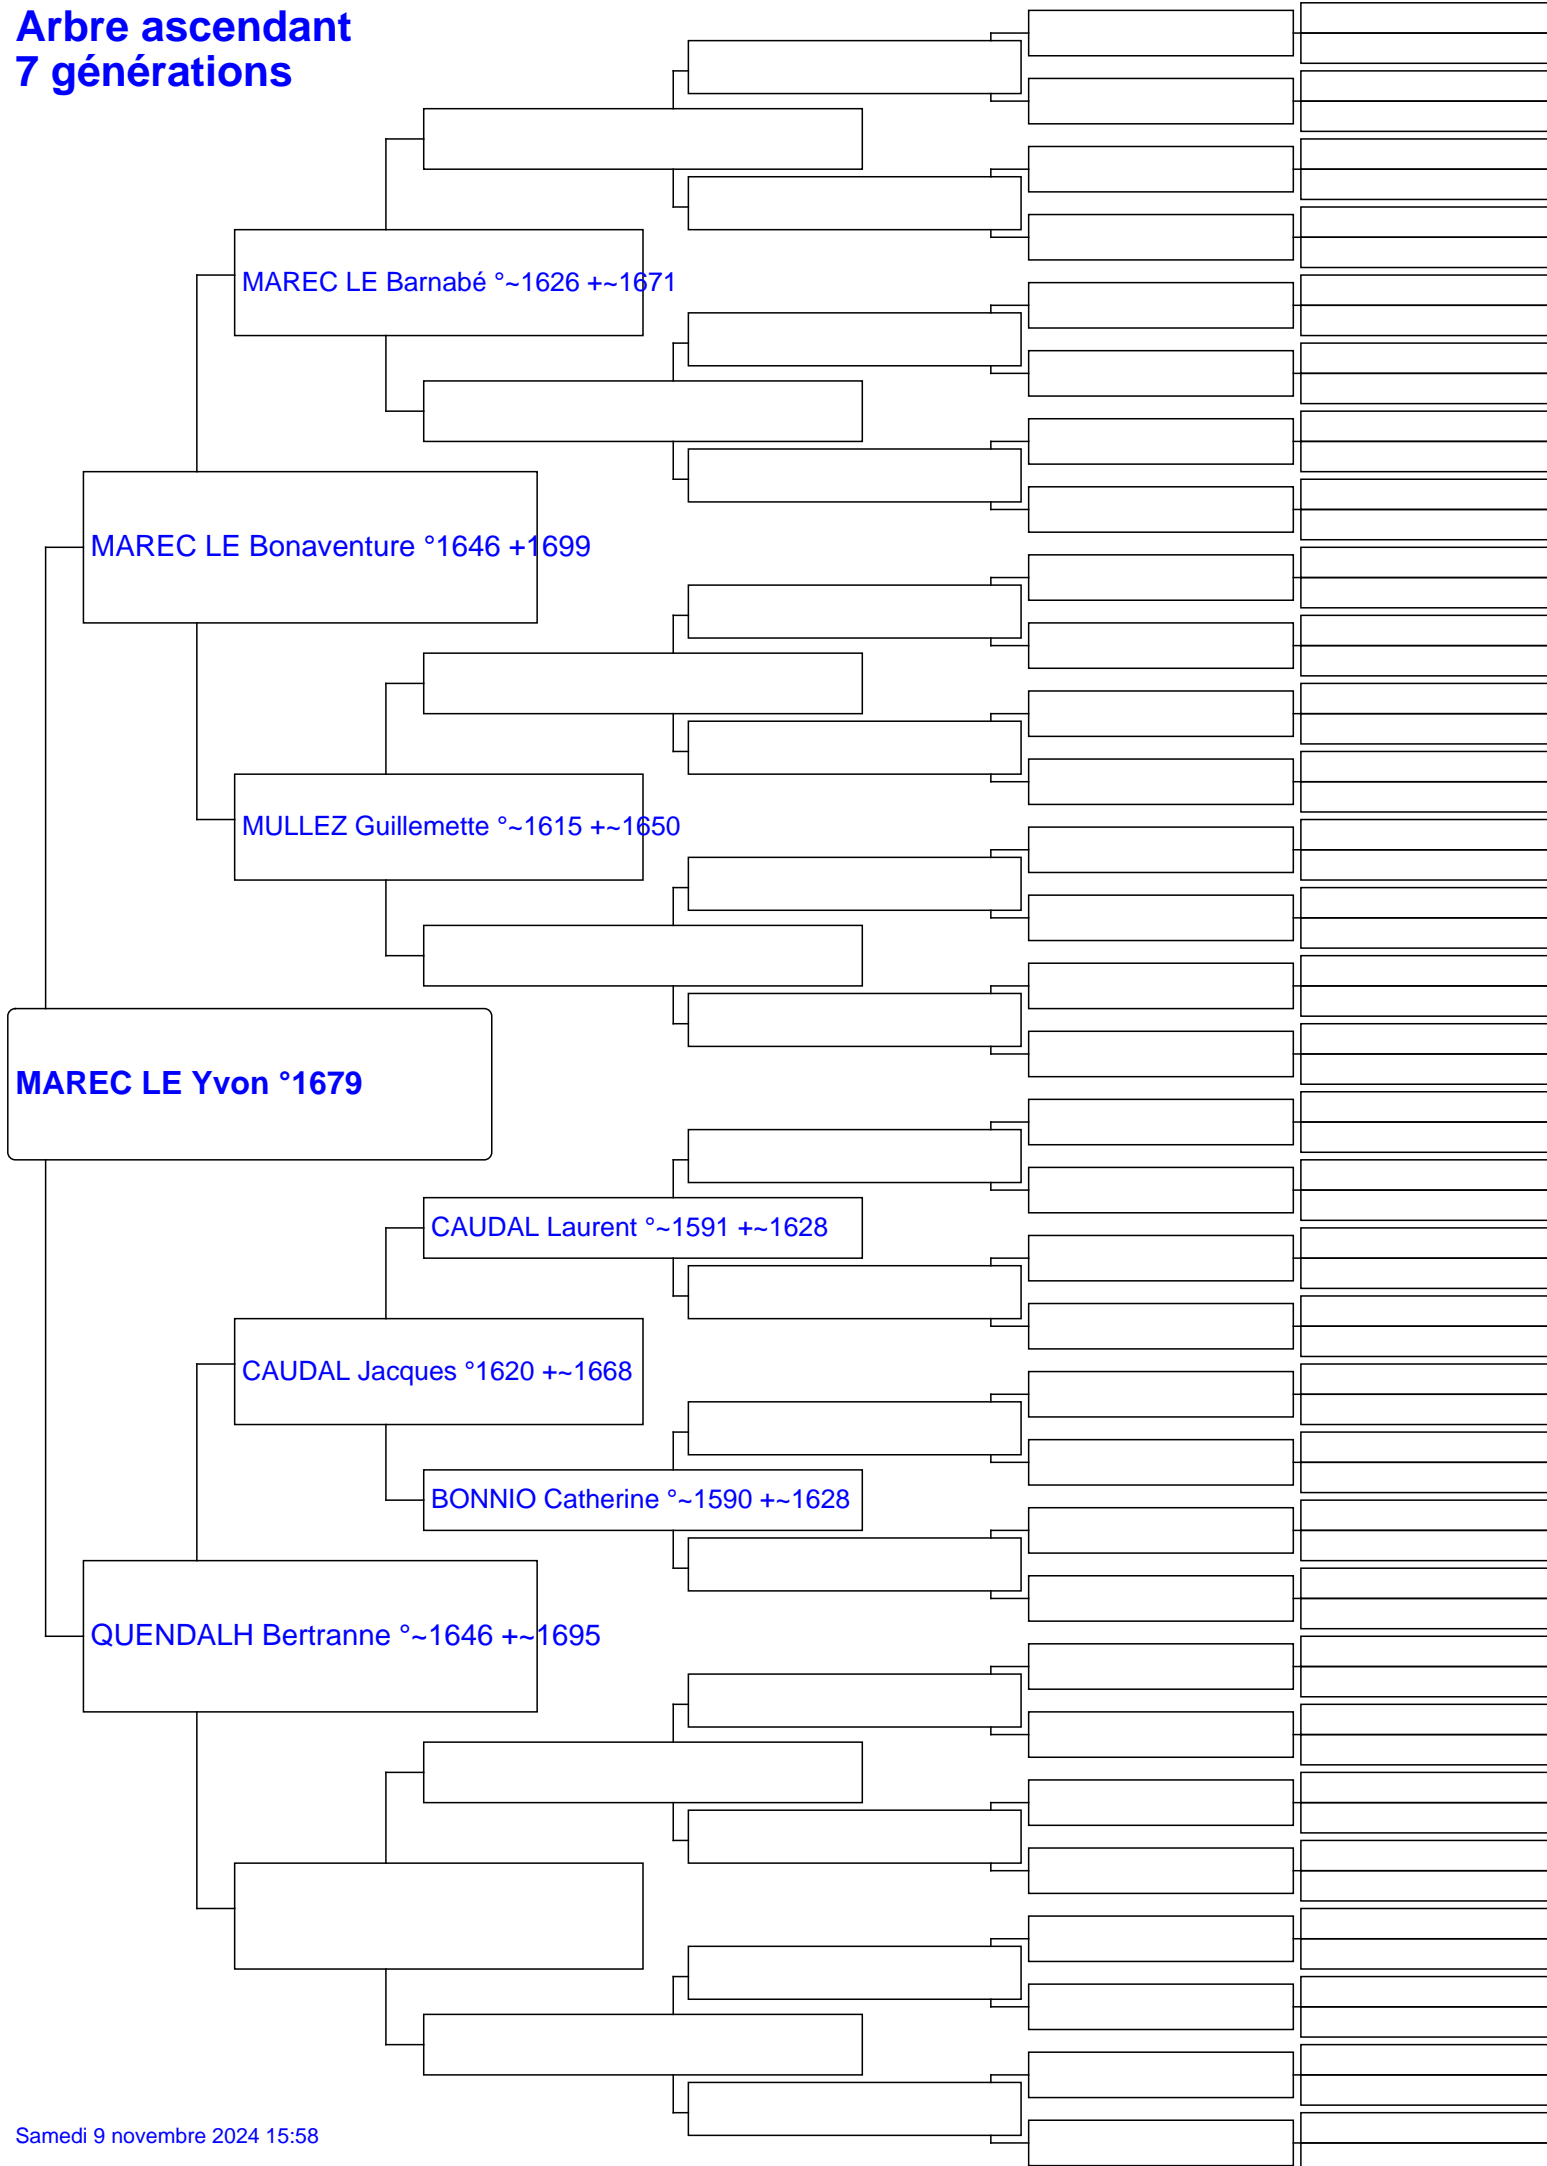 Arbre ascendant
7 générations
MAREC LE Barnabé °~1626 +~1671
MAREC LE Bonaventure °1646 +1699
MULLEZ Guillemette °~1615 +~1650
MAREC LE Yvon °1679
CAUDAL Laurent °~1591 +~1628
CAUDAL Jacques °1620 +~1668
BONNIO Catherine °~1590 +~1628
QUENDALH Bertranne °~1646 +~1695
Samedi 9 novembre 2024 15:58